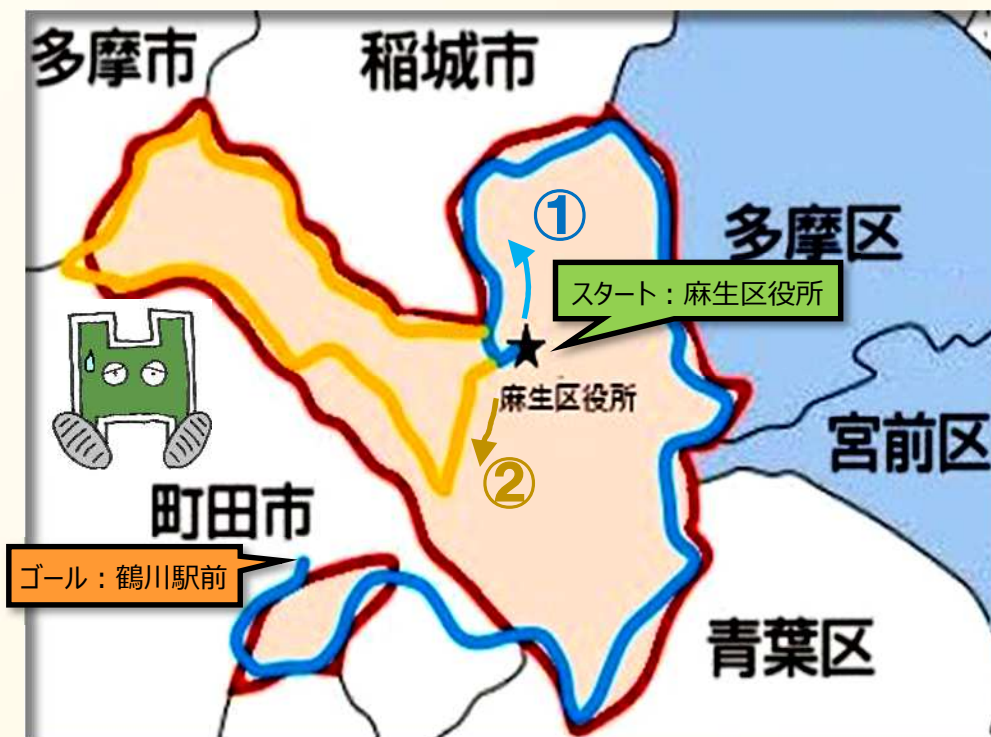 多摩市
稲城市
①
多摩区
スタート：麻生区役所
★
麻生区役所
宮前区
②
町田市
ゴール：鶴川駅前
青葉区